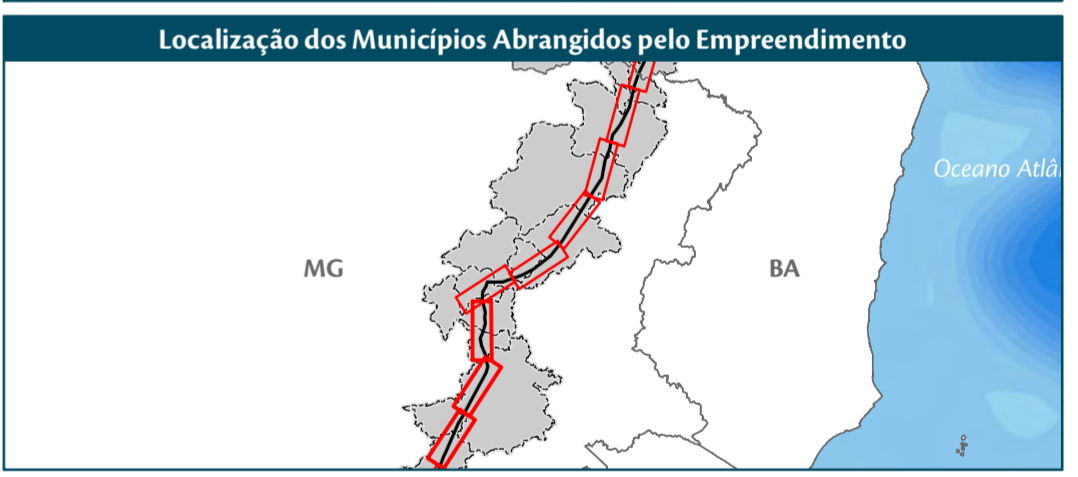 Localização dos Municípios Abrangidos pelo Empreendimento
Oceano Atlâ
MG
BA